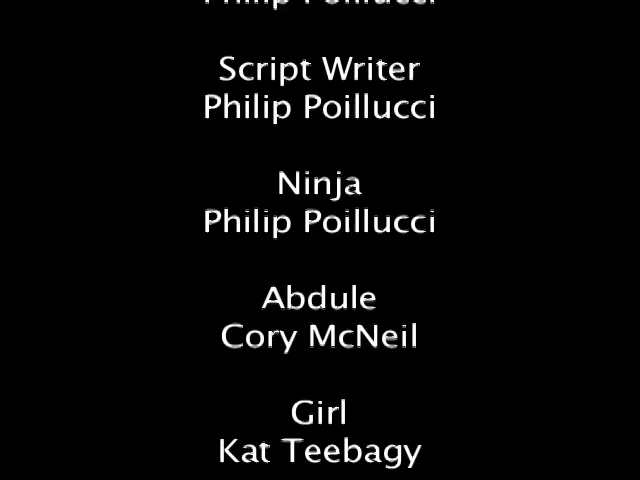 Philip Poillucci
Script Writer
Philip Poillucci
Ninja
Philip Poillucci
Abdule
Cory McNeil
Girl
Kat Teebagy